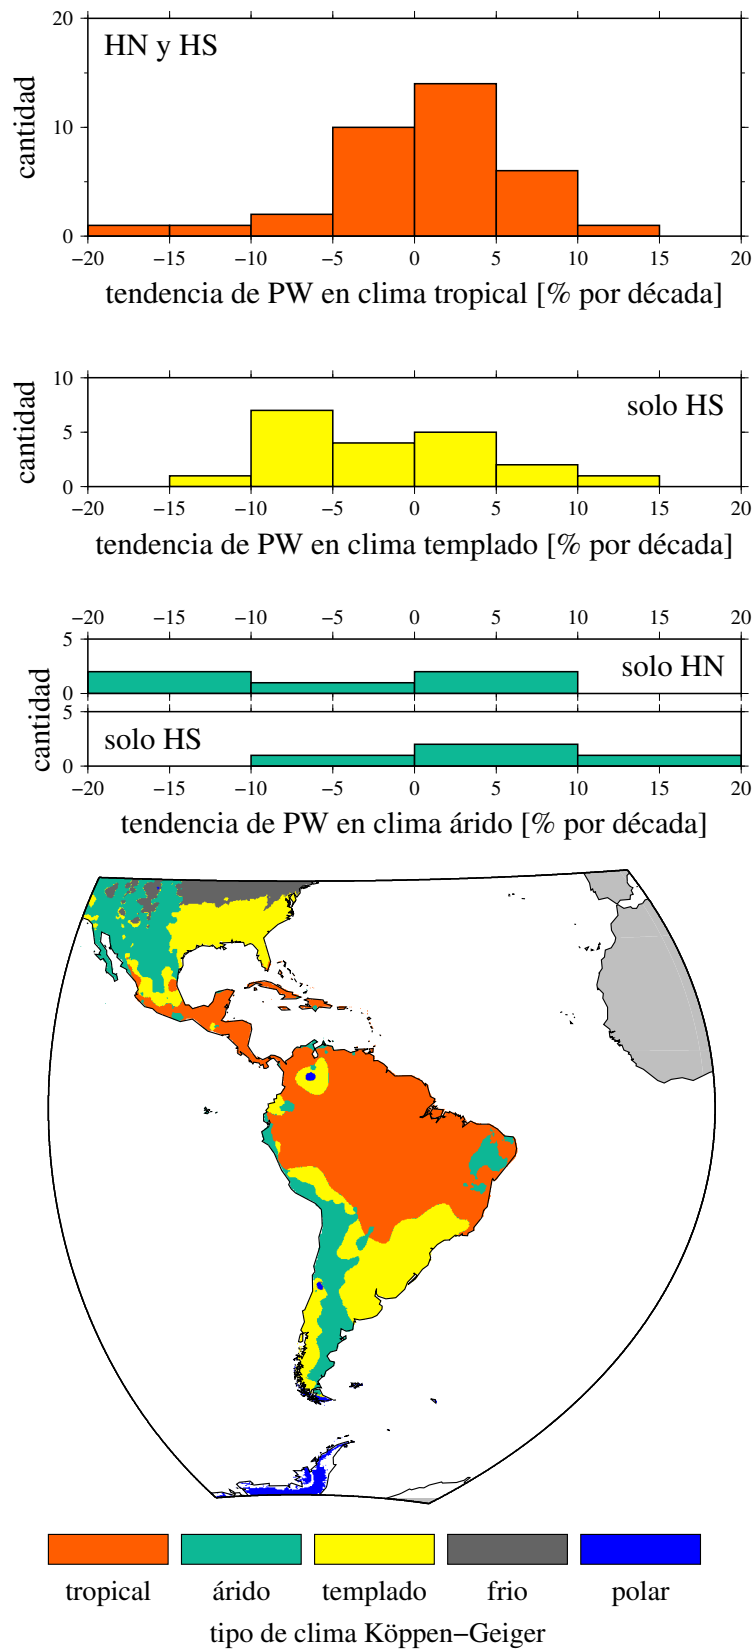 20
HN y HS
10
0
cantidad
−20 −15 −10 −5 0 5 10 15 20
tendencia de PW en clima tropical [% por década]
10
solo HS
5
0
cantidad
−20 −15 −10 −5 0 5 10 15 20
tendencia de PW en clima templado [% por década]
−20 −15 −10 −5 0 5 10 15 20
5
solo HN
0
cantidad
5
solo HS
0
−20 −15 −10 −5 0 5 10 15 20
tendencia de PW en clima árido [% por década]
tropical árido templado frio polar
tipo de clima Köppen−Geiger